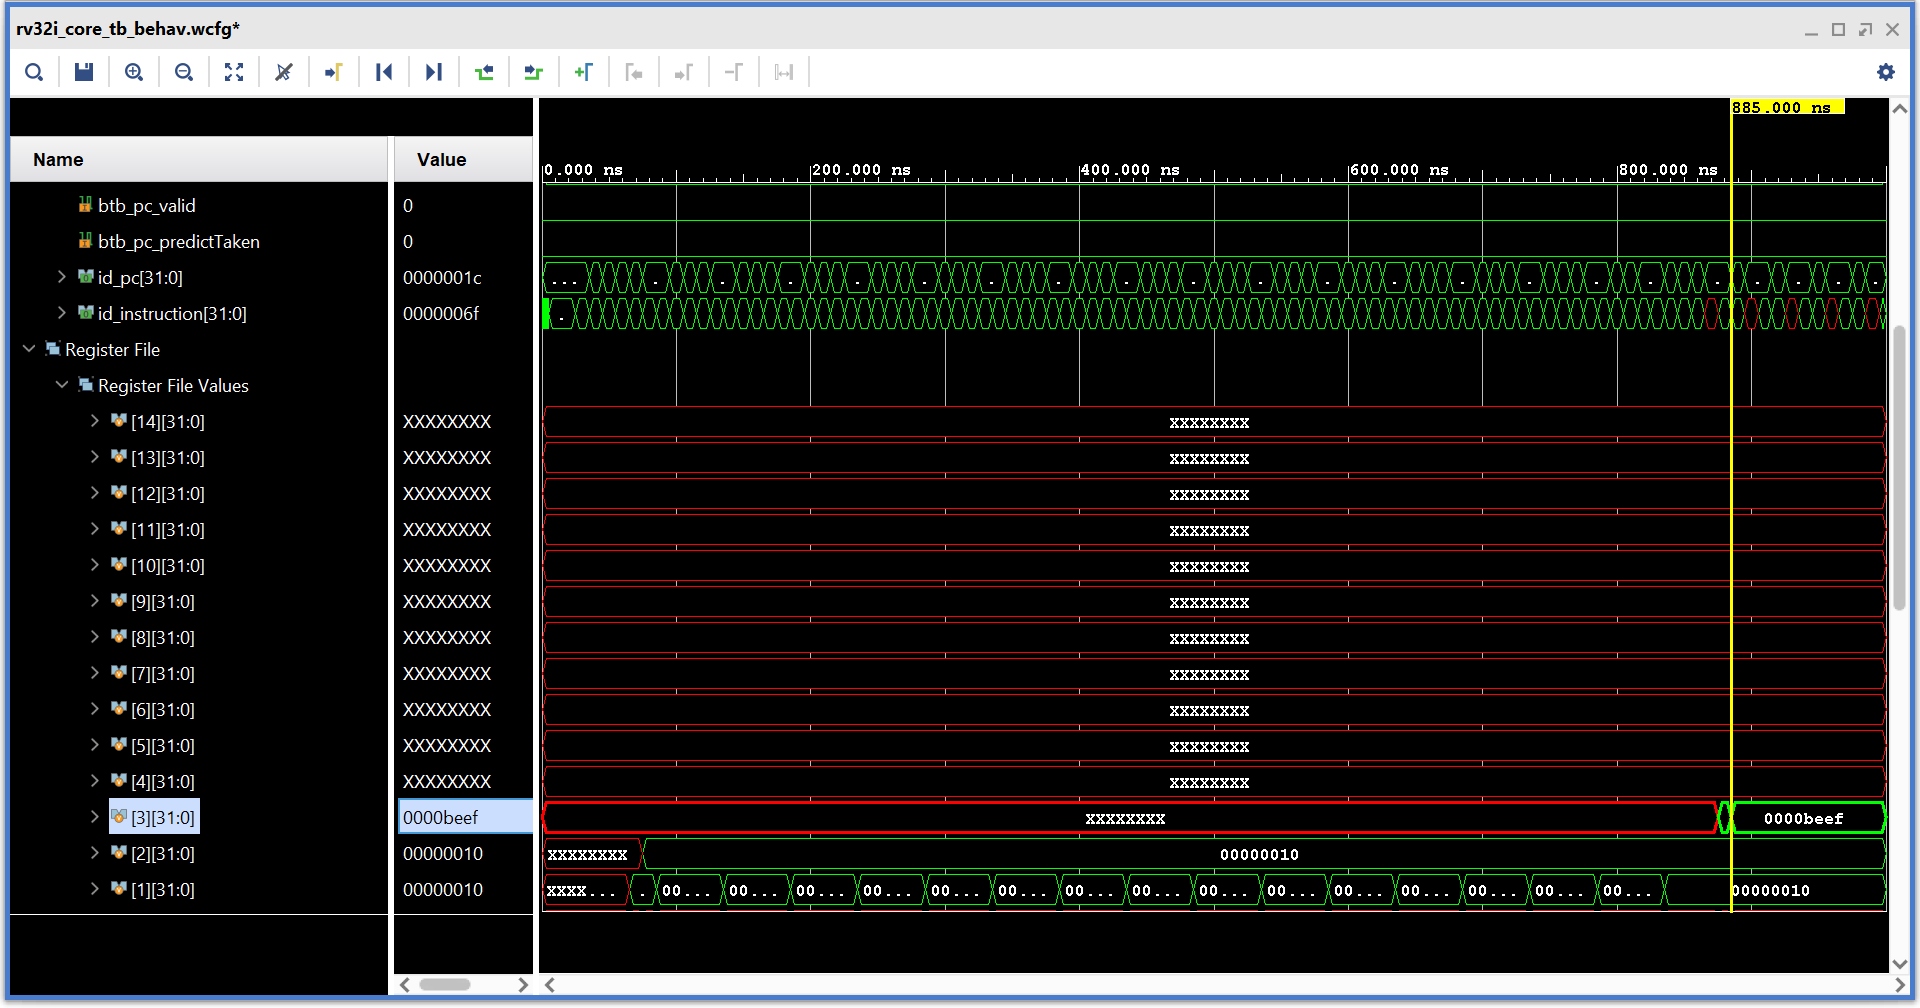 rv32i_core_tb_behav.wcfg*
885.000 ns
Name Value
0.000 ns 200.000 ns 400.000 ns 600.000 ns 800.000 ns
btb_pc_valid 0
btb_pc_predictTaken 0
id_pc[31:0] 0000001c ... . . . . . . . . . . . . . . . . . . .
id_instruction[31:0] 0000006f .
Register File
Register File Values
[14][31:0] XXXXXXXX XXXXXXXX
[13][31:0] XXXXXXXX XXXXXXXX
[12][31:0] XXXXXXXX XXXXXXXX
[11][31:0] XXXXXXXX XXXXXXXX
[10][31:0] XXXXXXXX XXXXXXXX
[9][31:0] XXXXXXXX XXXXXXXX
[8][31:0] XXXXXXXX XXXXXXXX
[7][31:0] XXXXXXXX XXXXXXXX
[6][31:0] XXXXXXXX XXXXXXXX
[5][31:0] XXXXXXXX XXXXXXXX
[4][31:0] XXXXXXXX XXXXXXXX
[3][31:0] 0000beef XXXXXXXX 0000beef
[2][31:0] 00000010 XXXXXXXX 00000010
[1][31:0] 00000010 XXXX... . 00... 00... 00... 00... 00... 00... 00... 00... 00... 00... 00... 00... 00... 00... 00... 00000010